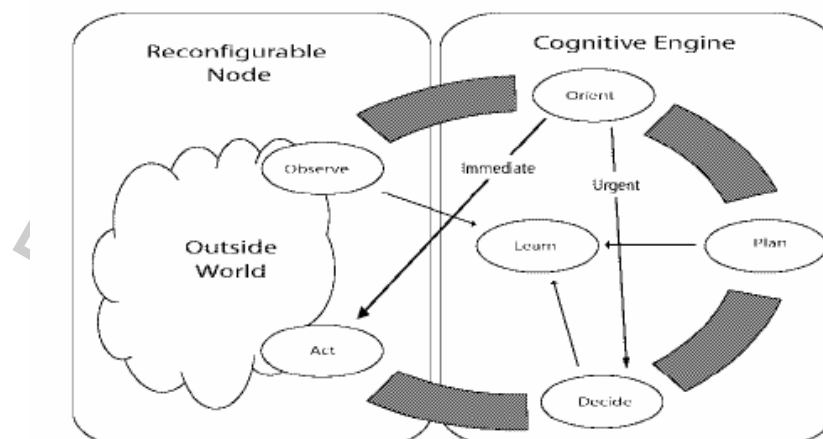 Reconfigurable
Node
Cognitive Engine
Orient
Observe
Immediate
Urgent
Outside
World
Learn
Plan
Act
Decide